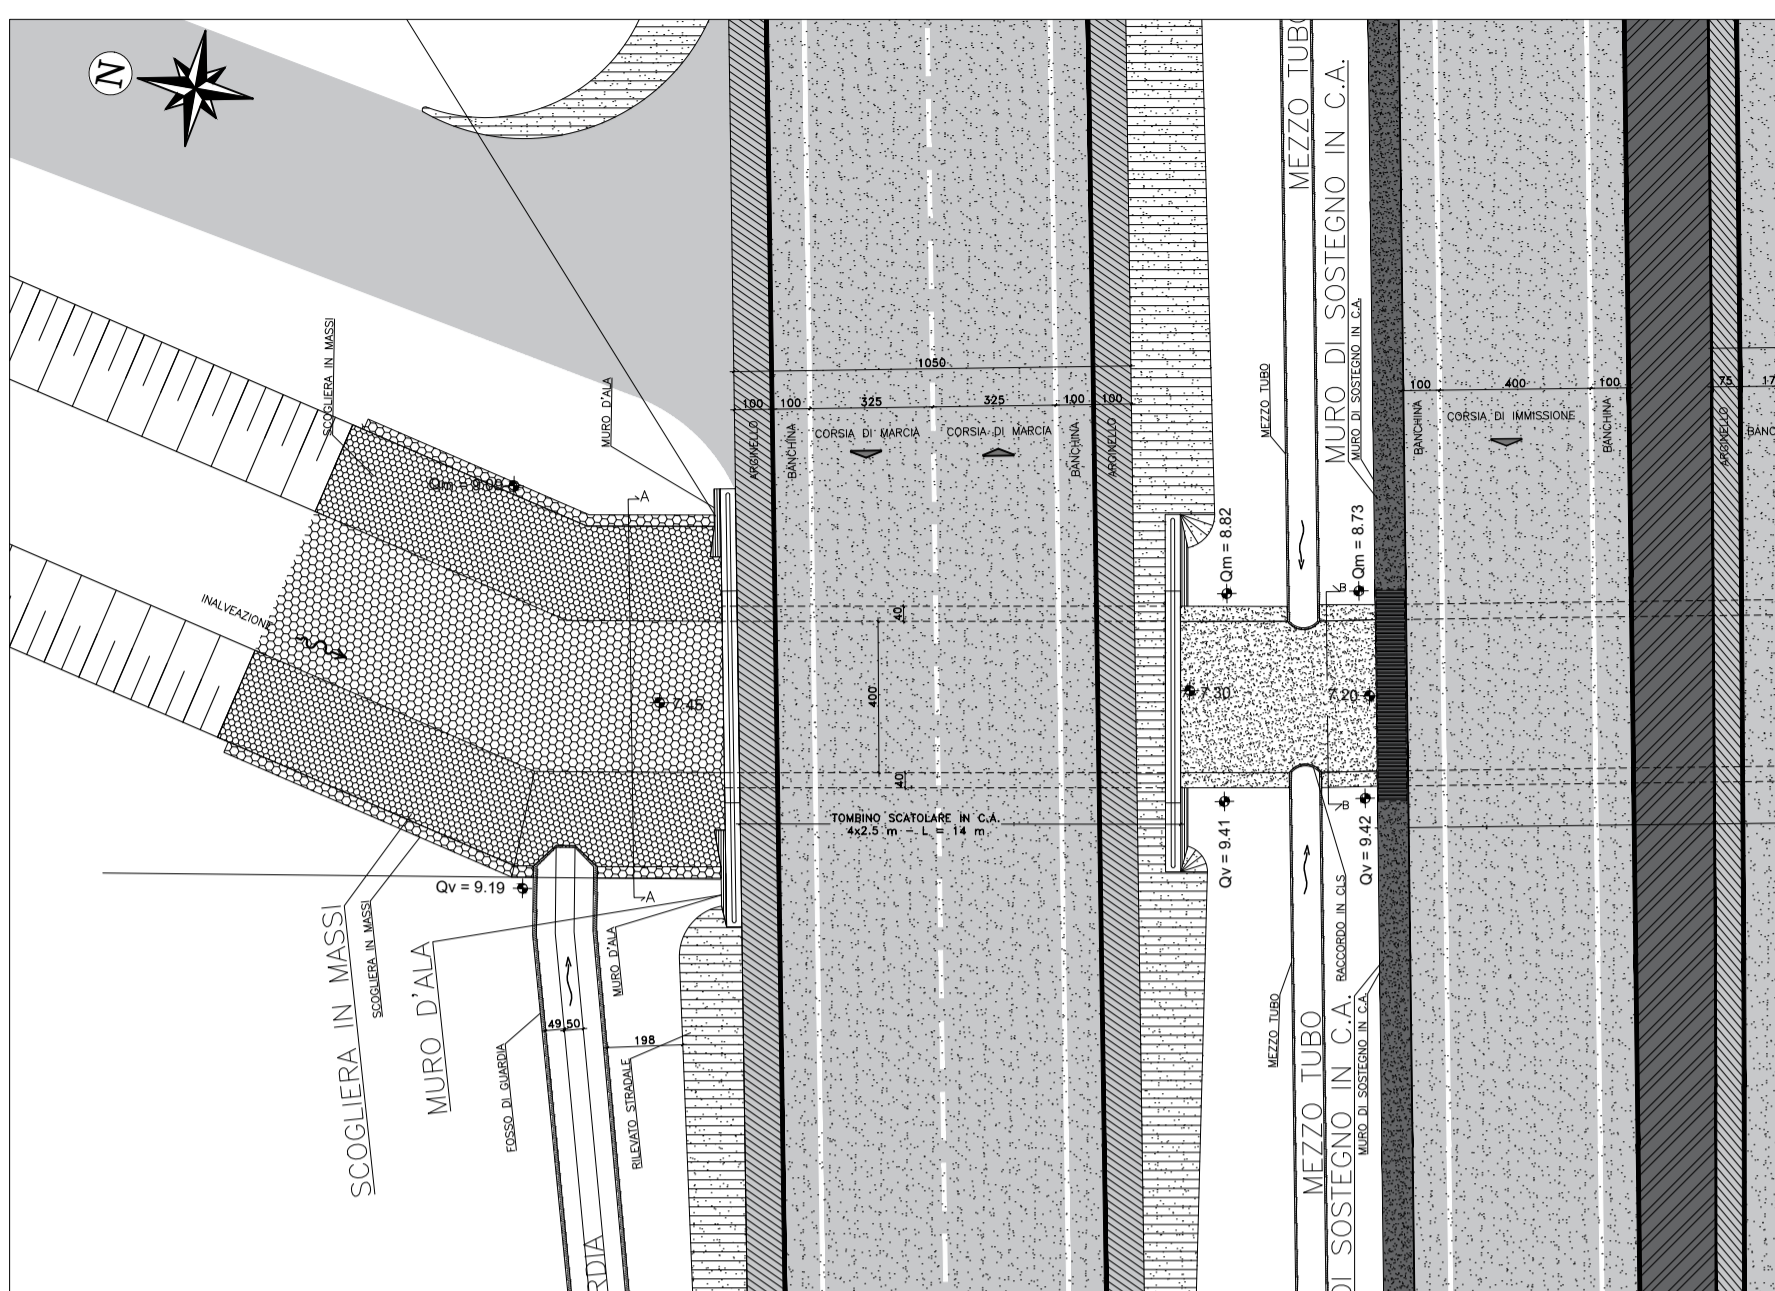 N
MEZZO TUBO
MURO DI SOSTEGNO IN C.A.
SCOGLIERA IN MASSI
MURO D'ALA
1050
100
100
325
325
100
100
ARGINELLO
BANCHINA
CORSIA DI MARCIA
CORSIA DI MARCIA
BANCHINA
ARGINELLO
MEZZO TUBO
MURO DI SOSTEGNO IN C.A.
100
400
100
75
17
BANCHINA
CORSIA DI IMMISSIONE
BANCHINA
ARGINELLO
BANC
Qm = 9.09
A
Qm = 8.82
Qm = 8.73
B
INALVEAZIONE
40
400
40
7.45
7.30
7.20
TOMBINO SCATOLARE IN C.A.
4x2.5 m - L = 14 m
B
Qv = 9.19
A
Qv = 9.41
Qv = 9.42
SCOGLIERA IN MASSI
SCOGLIERA IN MASSI
MURO D'ALA
MURO D'ALA
FOSSO DI GUARDIA
49
50
198
RILEVATO STRADALE
RDIA
RACCORDO IN CLS
MEZZO TUBO
MEZZO TUBO
DI SOSTEGNO IN C.A.
MURO DI SOSTEGNO IN C.A.